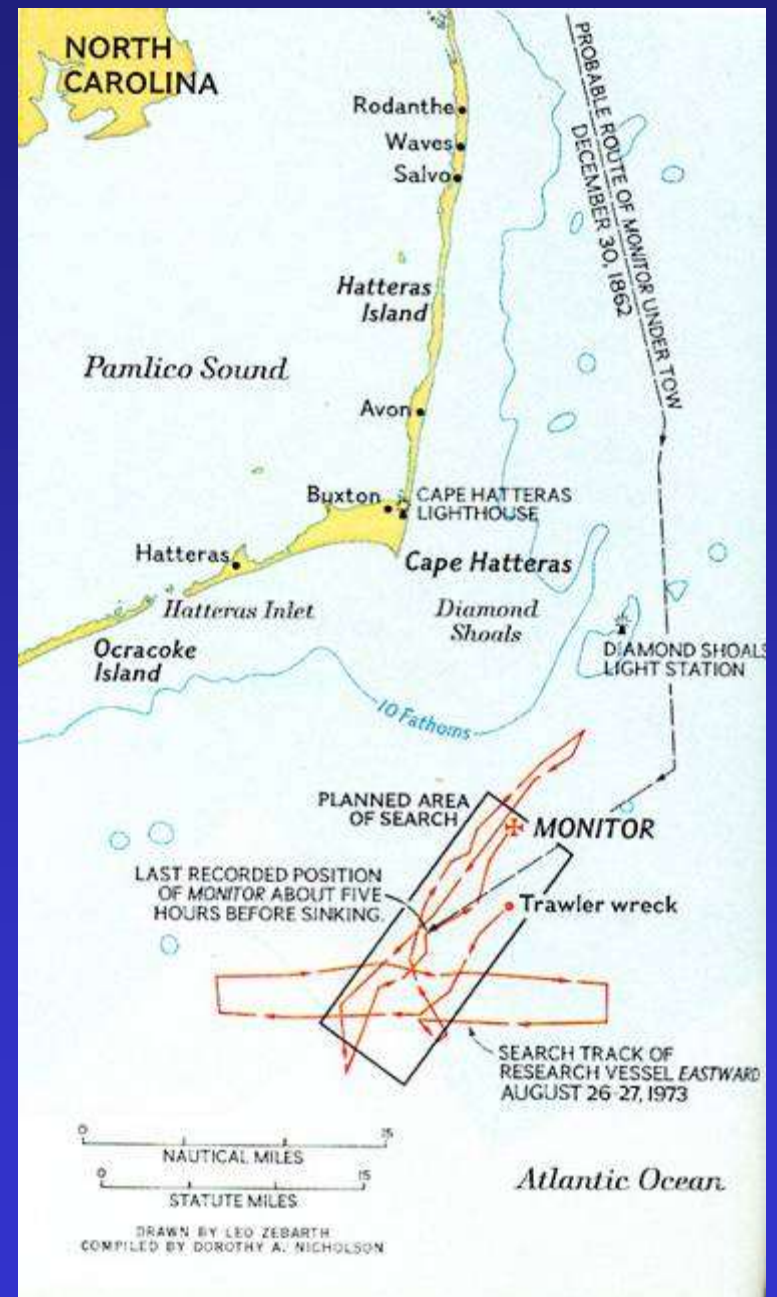 NORTH
CAROLINA
Rodanthe
Waves
Salvo
PROBABLE ROUTE OF MONITOR UNDER TOW
DECEMBER 30, 1862
Hatteras
Island
Pamlico Sound
Avon
Buxton
CAPE HATTERAS
LIGHTHOUSE
Hatteras
Cape Hatteras
Hatteras Inlet
Diamond
Shoals
Ocracoke
Island
DIAMOND SHOALS
LIGHT STATION
10 Fathoms
PLANNED AREA
OF SEARCH
MONITOR
LAST RECORDED POSITION
OF MONITOR ABOUT FIVE
HOURS BEFORE SINKING.
Trawler wreck
SEARCH TRACK OF
RESEARCH VESSEL EASTWARD
AUGUST 26-27, 1973
0 15
NAUTICAL MILES
0 15
STATUTE MILES
Atlantic Ocean
DRAWN BY LEO ZEBARTH
COMPILED BY DOROTHY A. NICHOLSON